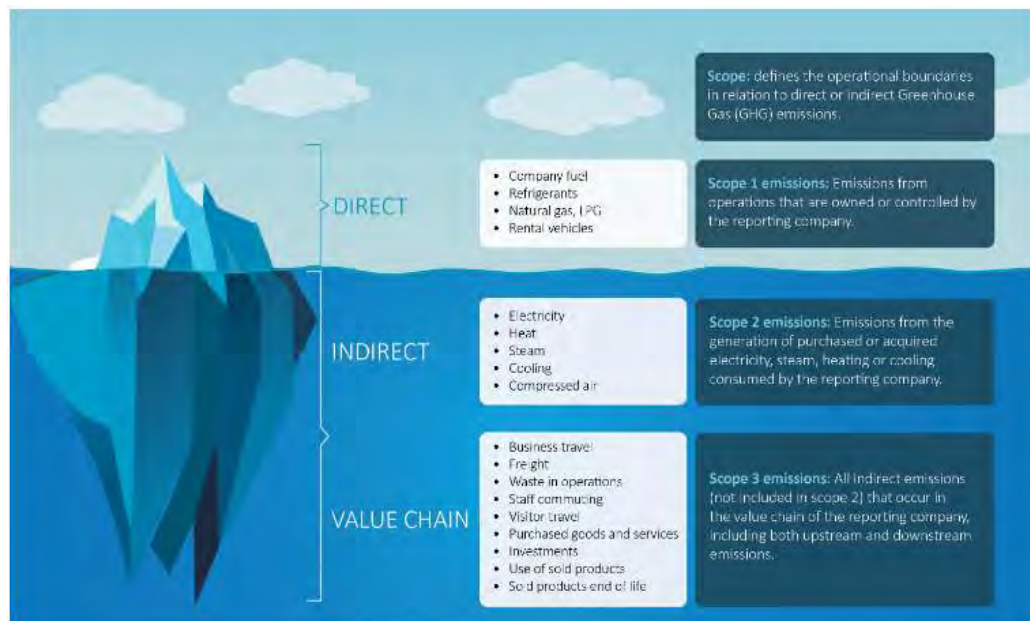 Scope: defines the operational boundaries
in relation to direct or indirect Greenhouse
Gas (GHG) emissions.
DIRECT
• Company fuel
• Refrigerants
• Natural gas, LPG
• Rental vehicles
Scope 1 emissions: Emissions from
operations that are owned or controlled by
the reporting company.
INDIRECT
• Electricity
• Heat
• Steam
• Cooling
• Compressed air
Scope 2 emissions: Emissions from the
generation of purchased or acquired
electricity, steam, heating or cooling
consumed by the reporting company.
VALUE CHAIN
• Business travel
• Freight
• Waste in operations
• Staff commuting
• Visitor travel
• Purchased goods and services
• Investments
• Use of sold products
• Sold products end of life
Scope 3 emissions: All indirect emissions
(not included in scope 2) that occur in
the value chain of the reporting company,
including both upstream and downstream
emissions.